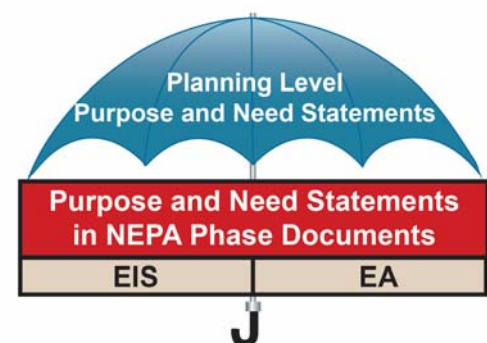 Planning Level
Purpose and Need Statements
Purpose and Need Statements
in NEPA Phase Documents
EIS EA